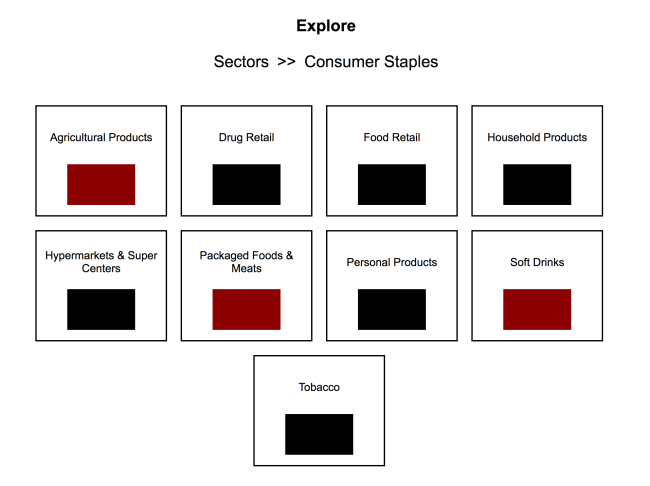 Explore
Sectors >> Consumer Staples
Agricultural Products
Drug Retail
Food Retail
Household Products
Hypermarkets & Super
Centers
Packaged Foods &
Meats
Personal Products
Soft Drinks
Tobacco